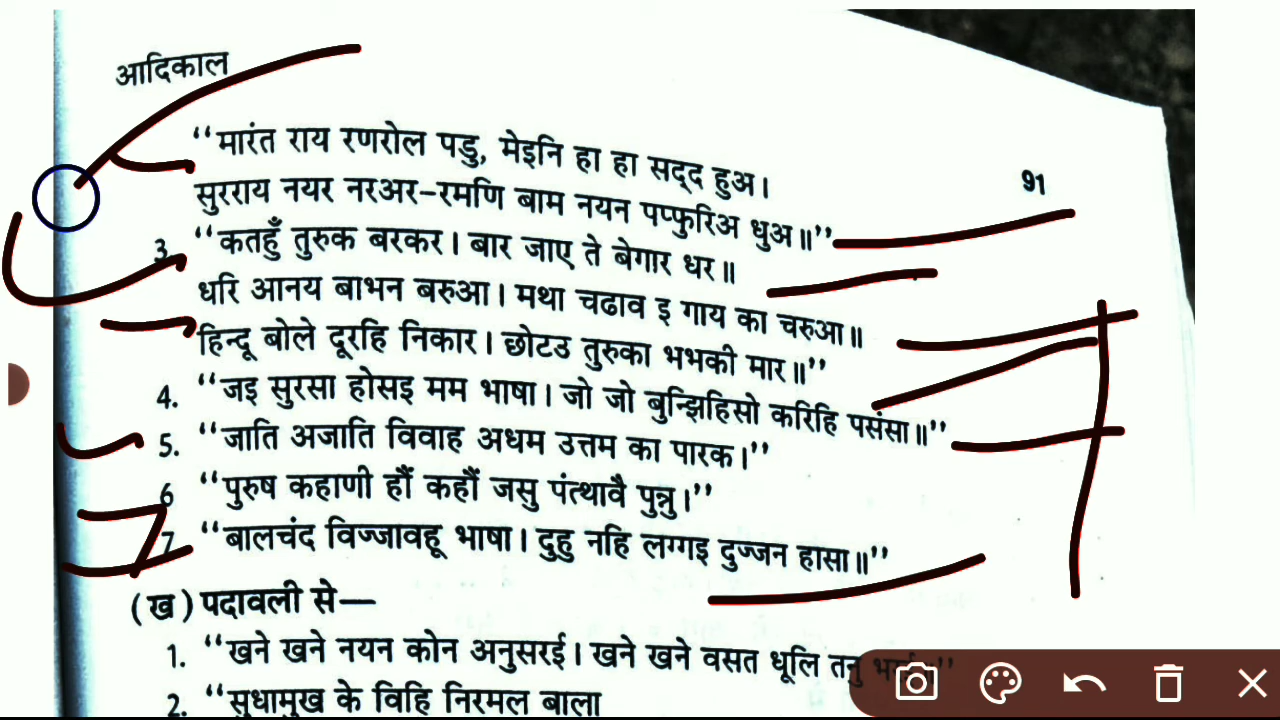 आदिकाल
91
“मारंत राय रणरोल पडु, मेइनि हा हा सद्द हुअ।
सुरराय नयर नरअर-रमणि बाम नयन पप्फुरिअ धुअ॥”
3. “कतहुँ तुरुक बरकर। बार जाए ते बेगार धर॥
धरि आनय बाभन बरुआ। मथा चढाव इ गाय का चरुआ॥
हिन्दू बोले दूरहि निकार। छोटउ तुरुका भभकी मार॥”
4. “जइ सुरसा होसइ मम भाषा। जो जो बुन्झिहिसो करिहि पसंसा॥”
5. “जाति अजाति विवाह अधम उत्तम का पारक।”
6 “पुरुष कहाणी हौं कहौं जसु पंत्थावै पुन्नु।”
7 “बालचंद विज्जावहू भाषा। दुहु नहि लग्गइ दुज्जन हासा॥”
(ख) पदावली से—
1. “खने खने नयन कोन अनुसरई। खने खने वसत धूलि तनु
2. “सुधामुख के विहि निरमल बाला